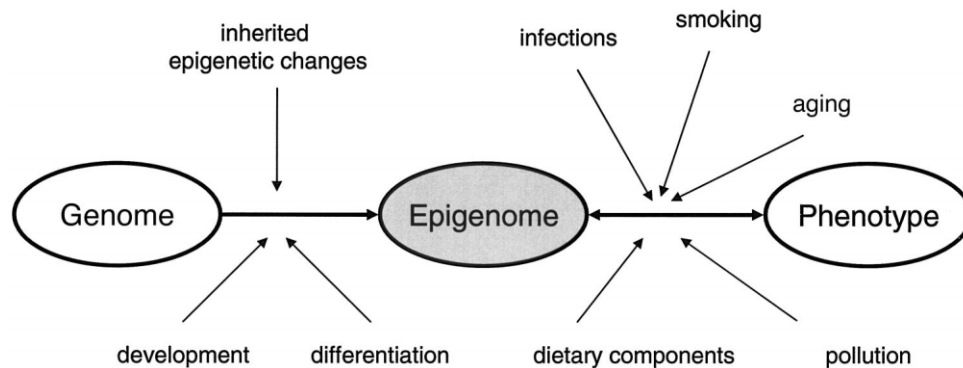 inherited
epigenetic changes
infections
smoking
aging
Genome
Epigenome
Phenotype
development
differentiation
dietary components
pollution